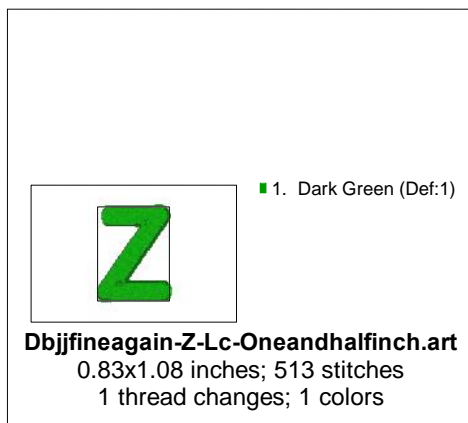 1. Dark Green (Def:1)
Z
Dbjjfineagain-Z-Lc-Oneandhalfinch.art
0.83x1.08 inches; 513 stitches
1 thread changes; 1 colors